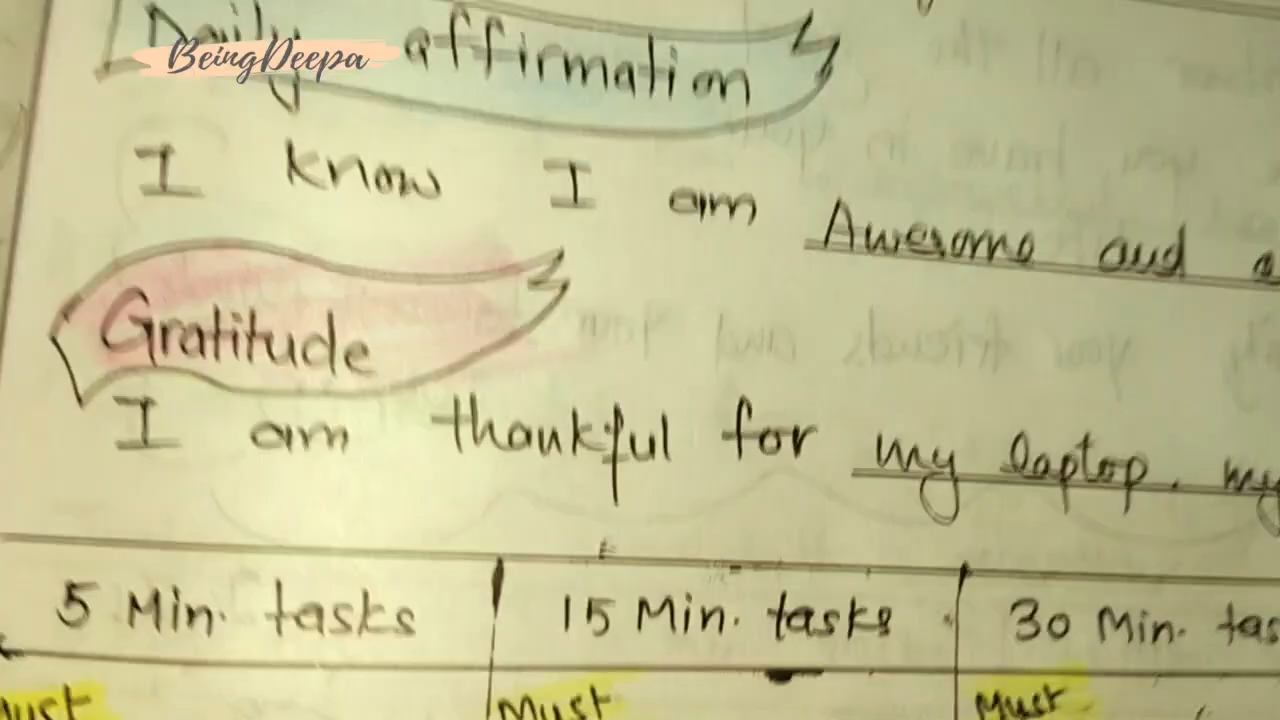 Daily affirmation
BeingDeepa
I know I am Awesome and
Gratitude
I am thankful for my laptop. my
5 Min. tasks 15 Min. tasks 30 Min. tas
Must Must Must